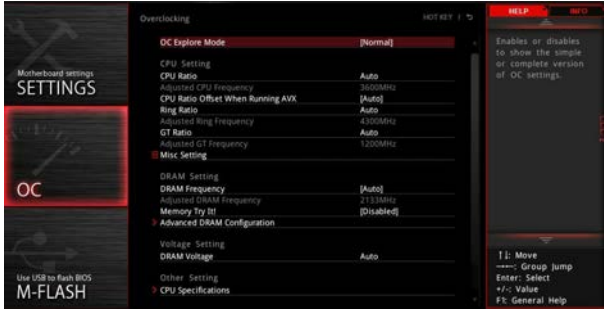 Overclocking
HOT KEY
HELP
INFO
OC Explore Mode [Normal]
CPU Setting
CPU Ratio Auto
Adjusted CPU Frequency 3600MHz
CPU Ratio Offset When Running AVX [Auto]
Ring Ratio Auto
Adjusted Ring Frequency 4300MHz
GT Ratio Auto
Adjusted GT Frequency 1200MHz
Misc Setting
DRAM Setting
DRAM Frequency [Auto]
Adjusted DRAM Frequency 2133MHz
Memory Try It! [Disabled]
Advanced DRAM Configuration
Voltage Setting
DRAM Voltage Auto
Other Setting
CPU Specifications
Motherboard settings
SETTINGS
OC
Use USB to flash BIOS
M-FLASH
Enables or disables
to show the simple
or complete version
of OC settings.
↑↓: Move
→←: Group Jump
Enter: Select
+/-: Value
F1: General Help